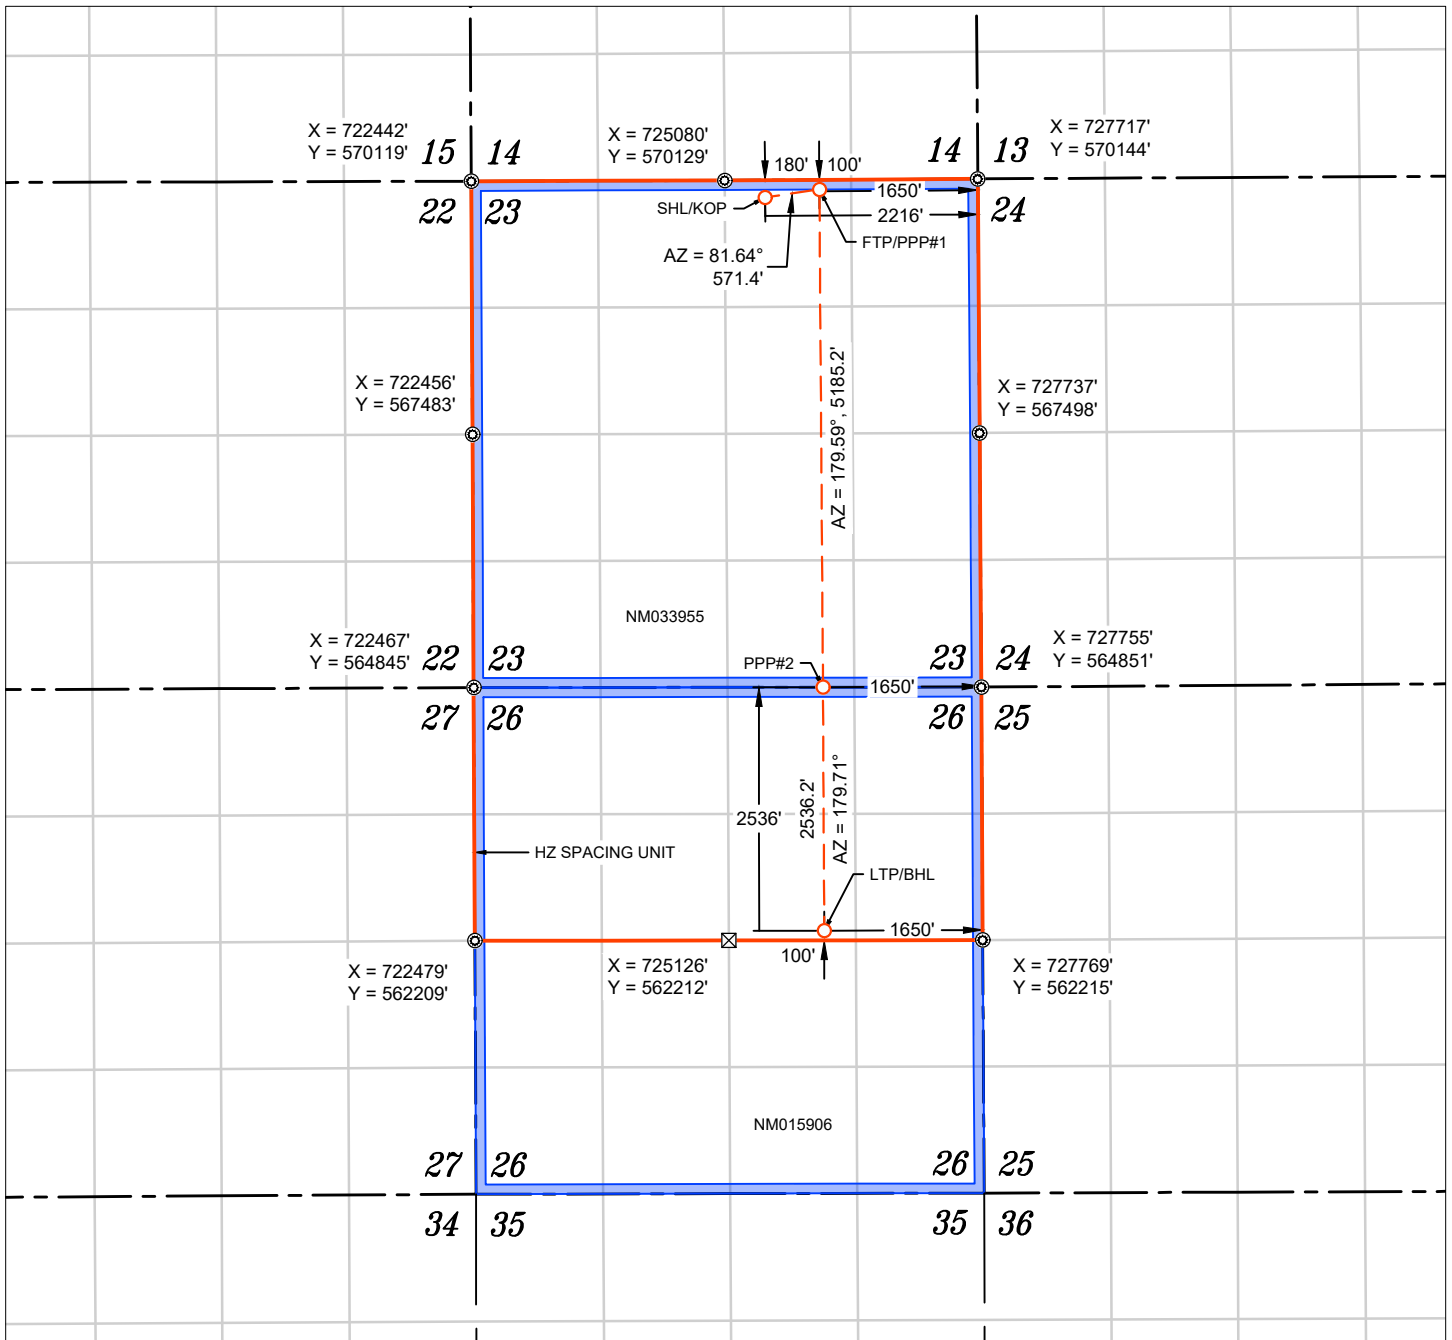 X = 722442'
Y = 570119'
15 14
X = 725080'
Y = 570129'
14 13
X = 727717'
Y = 570144'
180' 100'
1650'
22 23
SHL/KOP
2216'
24
FTP/PPP#1
AZ = 81.64°
571.4'
AZ = 179.59°, 5185.2'
X = 722456'
Y = 567483'
X = 727737'
Y = 567498'
NM033955
X = 722467'
Y = 564845'
22 23
PPP#2
23 24
X = 727755'
Y = 564851'
1650'
27 26
26 25
2536'
2536.2'
AZ = 179.71°
HZ SPACING UNIT
LTP/BHL
1650'
100'
X = 722479'
Y = 562209'
X = 725126'
Y = 562212'
X = 727769'
Y = 562215'
NM015906
27 26
26 25
34 35
35 36